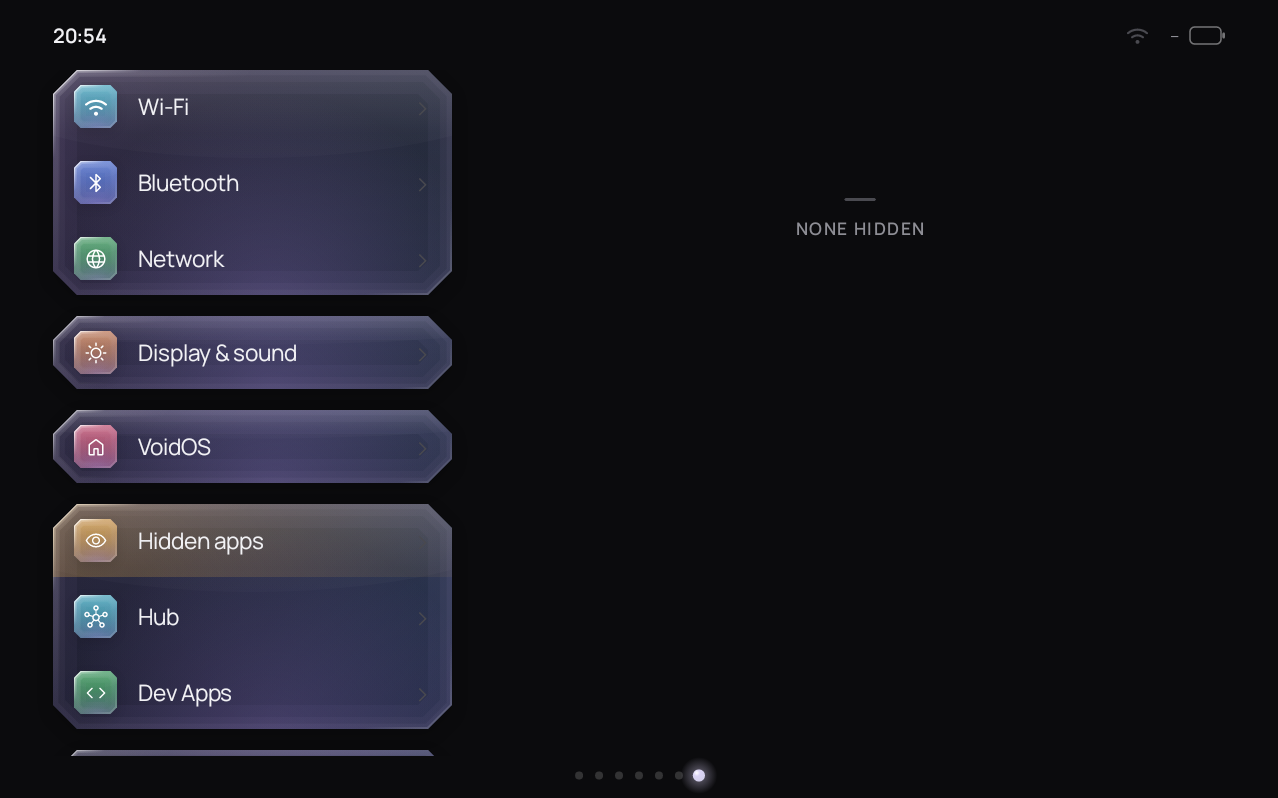 20:54
–
Wi-Fi
Bluetooth
Network
Display & sound
VoidOS
Hidden apps
Hub
Dev Apps
NONE HIDDEN